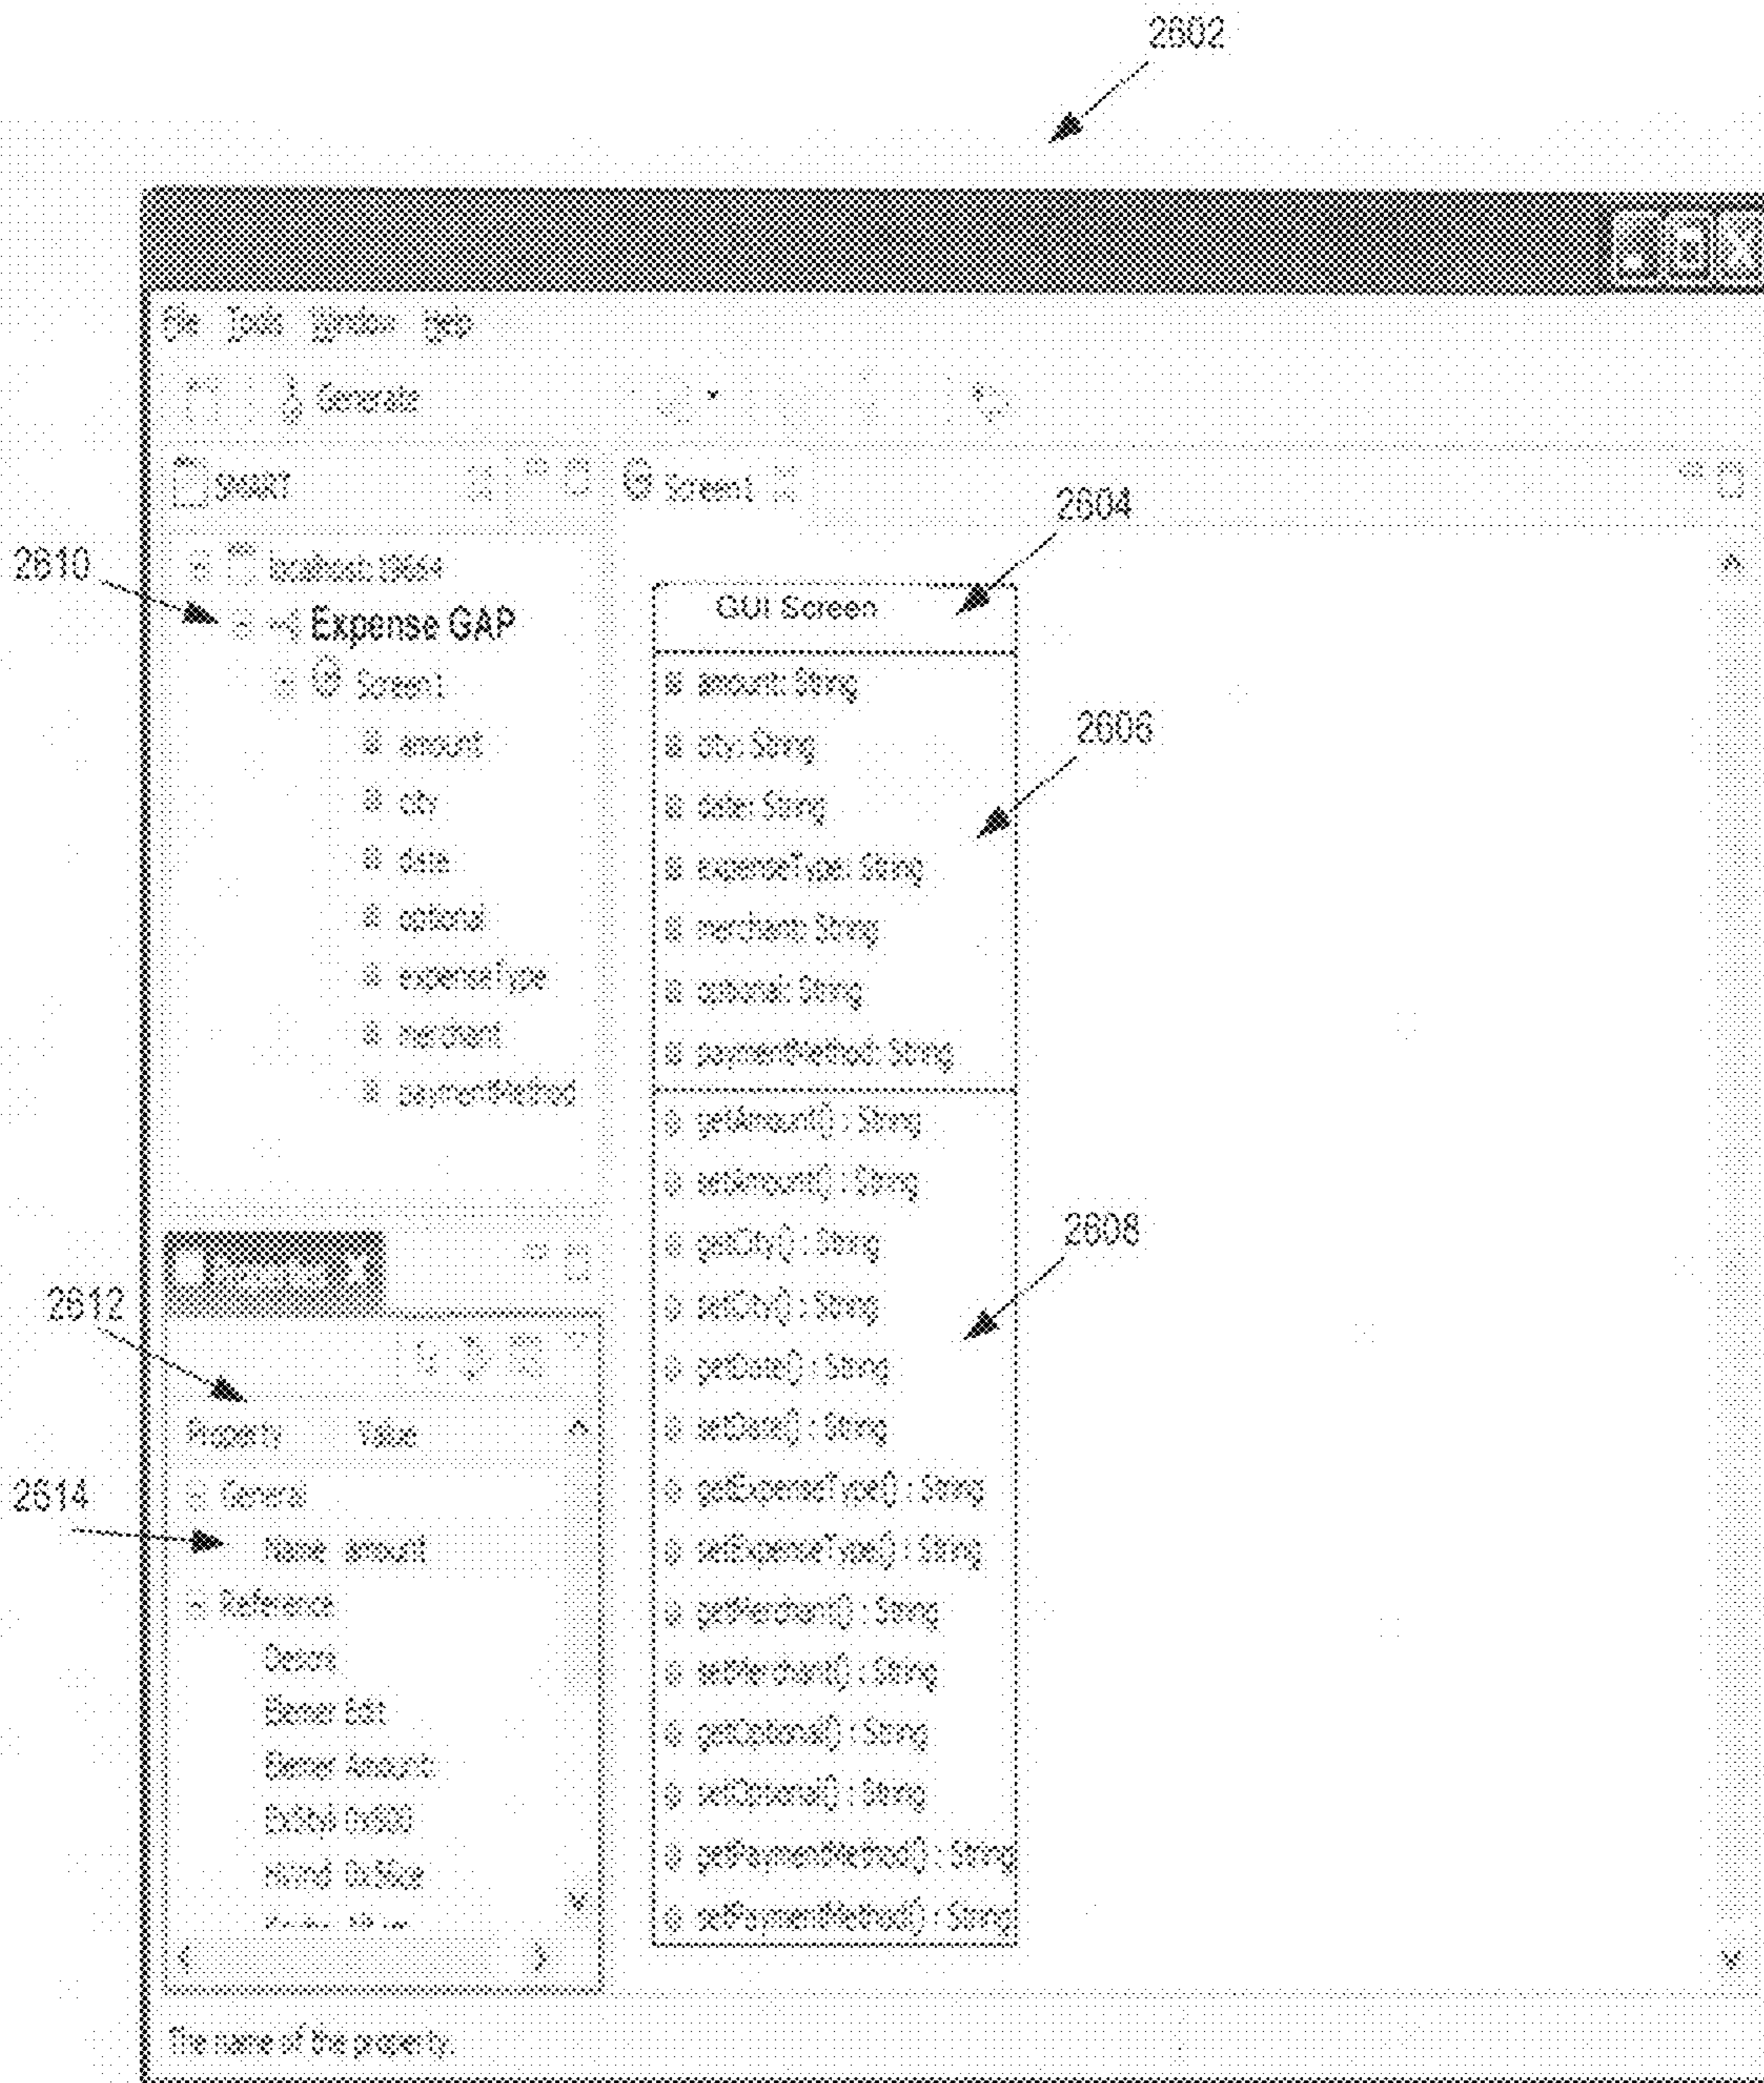 2602
File Tools Window Help
Generate
SMART
Screen1
2604
2610
localhost:
Expense GAP
Screen1
amount
city
date
optional
expenseType
merchant
paymentMethod
GUI Screen
amount: String
city: String
date: String
expenseType: String
merchant: String
optional: String
paymentMethod: String
2606
getAmount() : String
setAmount() : String
getCity() : String
setCity() : String
getDate() : String
setDate() : String
getExpenseType() : String
setExpenseType() : String
getMerchant() : String
setMerchant() : String
getOptional() : String
setOptional() : String
getPaymentMethod() : String
setPaymentMethod() : String
2608
2612
Property Value
2614
General
Name amount
Reference
Edit
Amount
The name of the property.